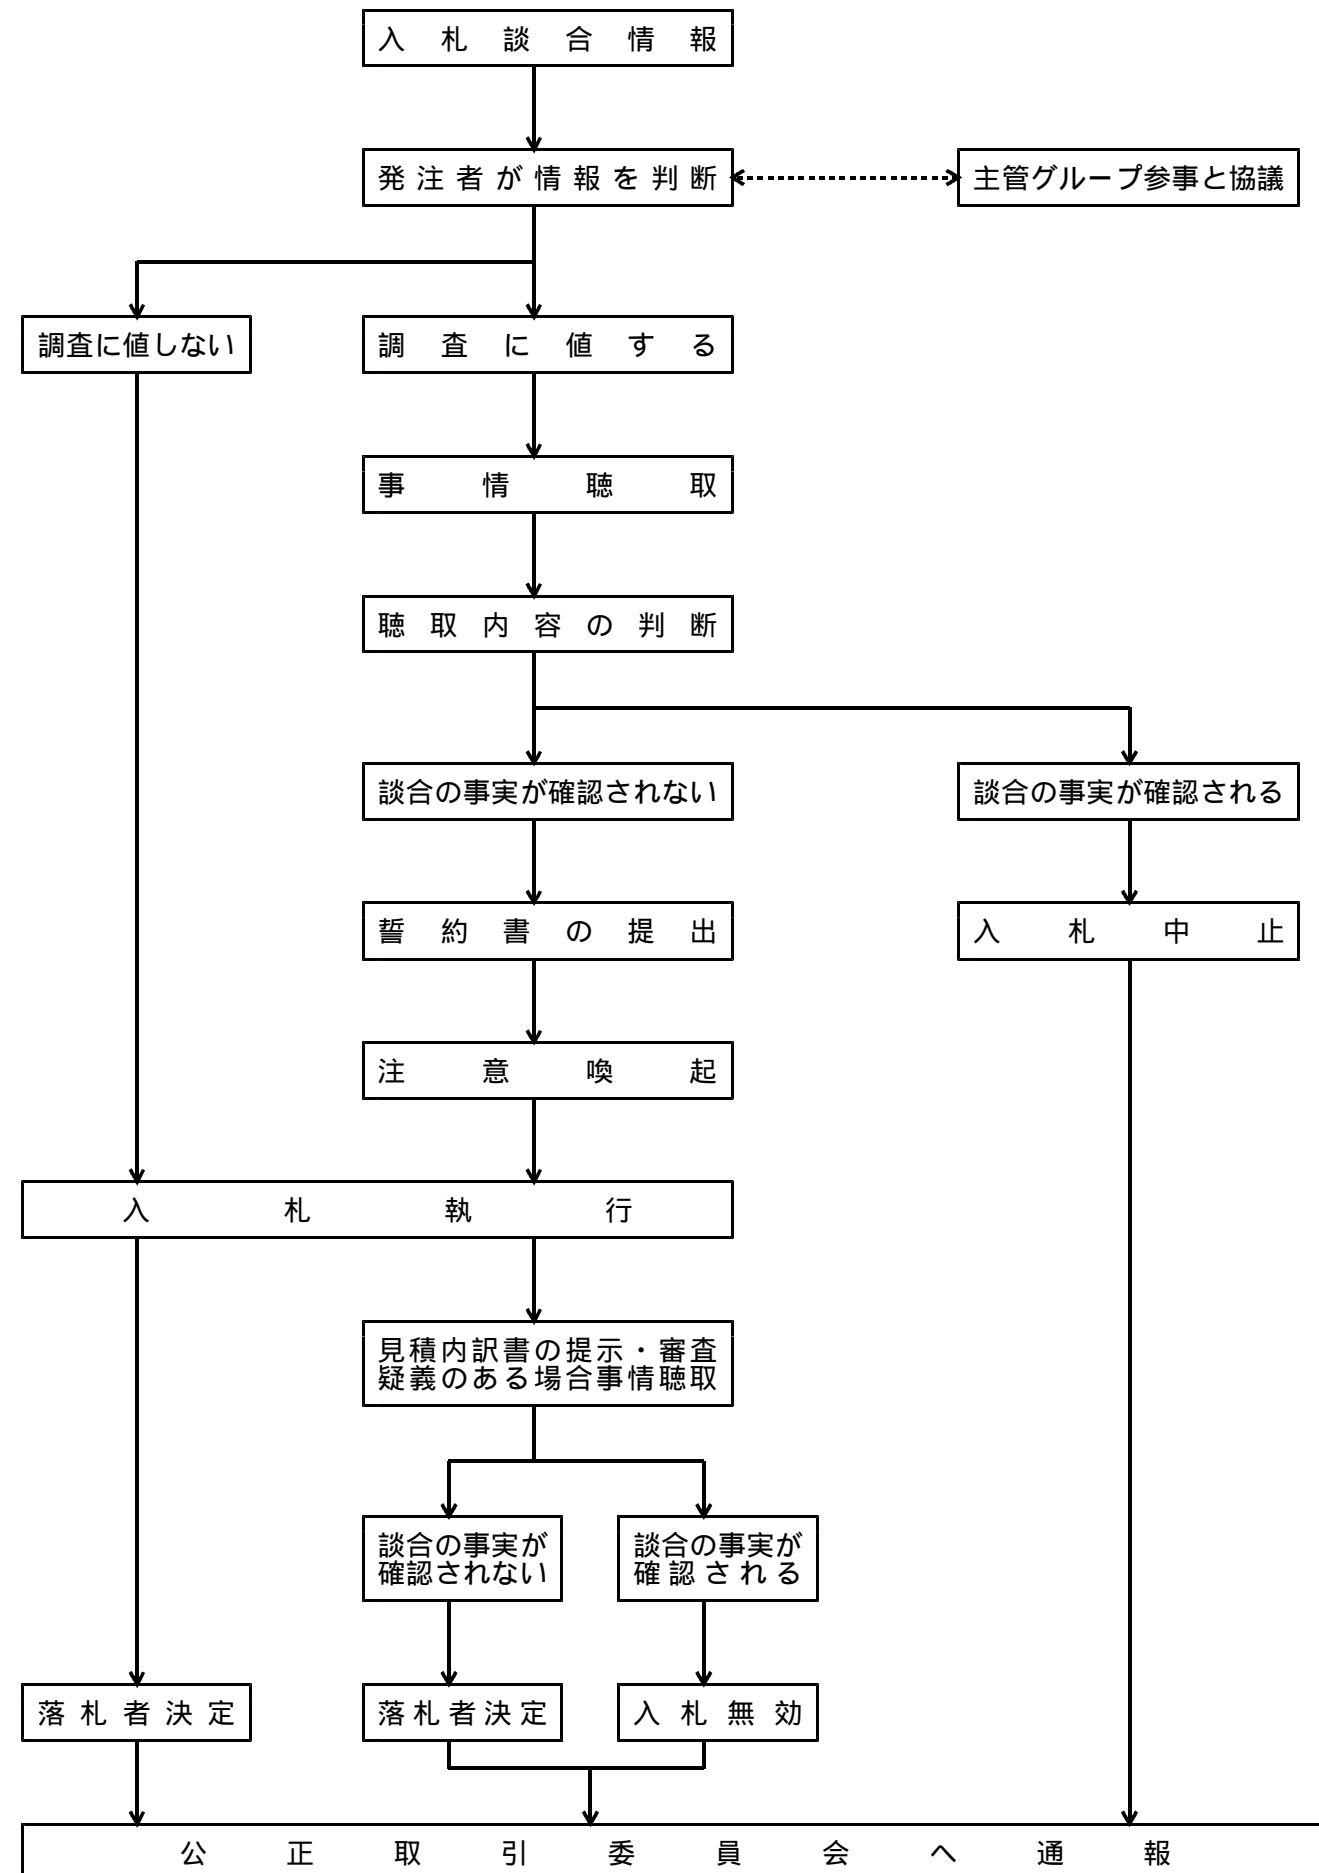 入札談合情報
発注者が情報を判断
主管グループ参事と協議
調査に値しない
調査に値する
事情聴取
聴取内容の判断
談合の事実が確認されない
談合の事実が確認される
誓約書の提出
入札中止
注意喚起
入札執行
見積内訳書の提示・審査
疑義のある場合事情聴取
談合の事実が
確認されない
談合の事実が
確認される
落札者決定
落札者決定
入札無効
公正取引委員会へ通報